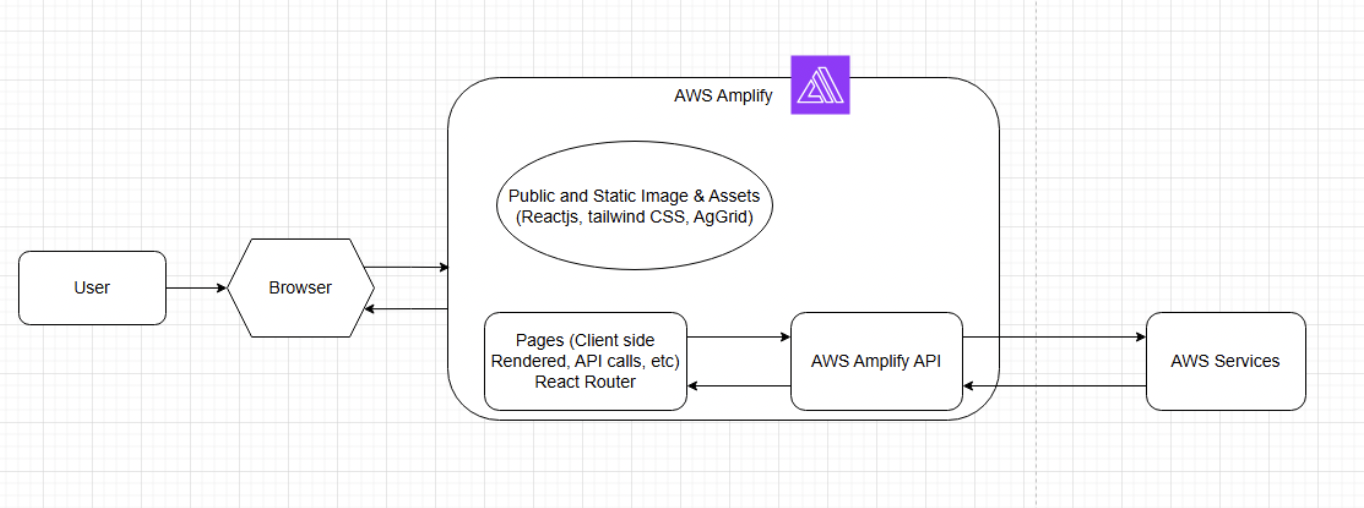 AWS Amplify
Public and Static Image & Assets
(Reactjs, tailwind CSS, AgGrid)
User
Browser
Pages (Client side
Rendered, API calls, etc)
React Router
AWS Amplify API
AWS Services